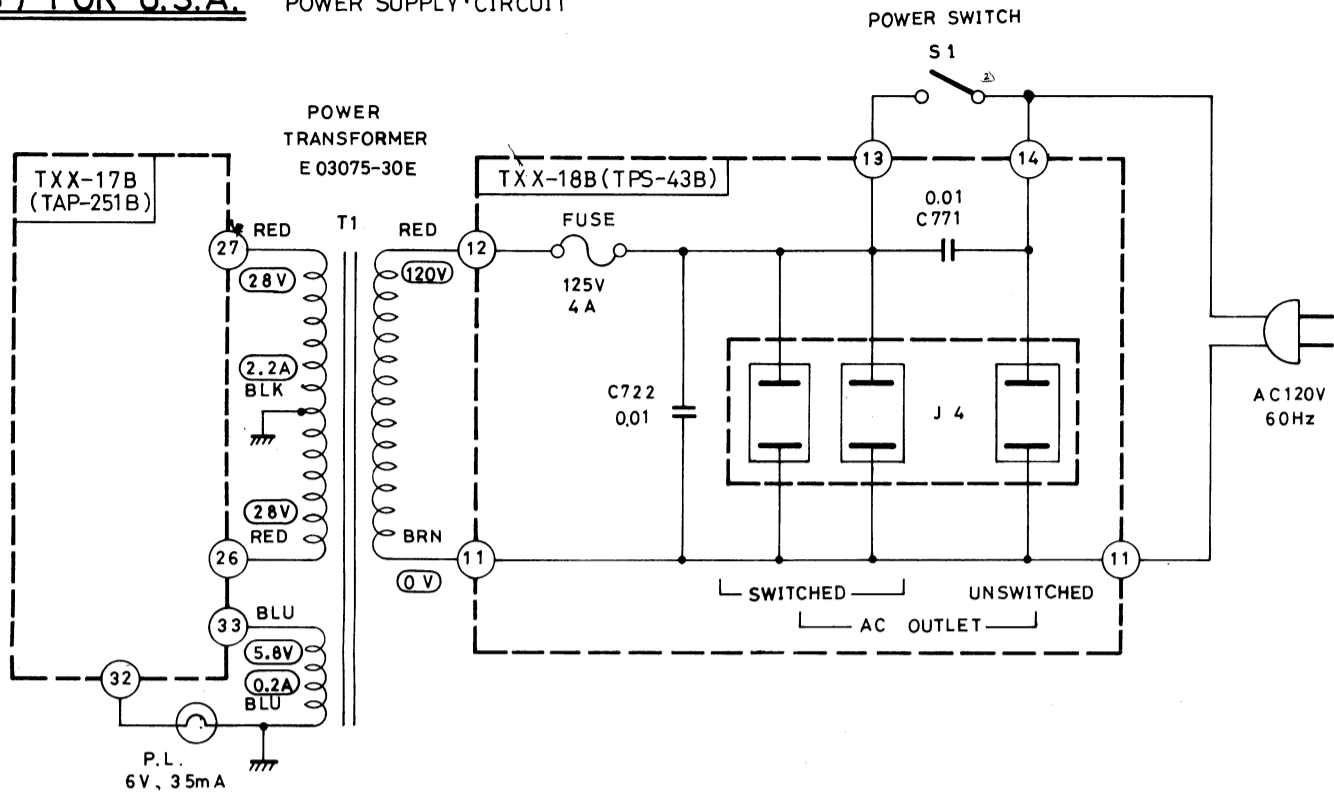 FOR U.S.A. POWER SUPPLY CIRCUIT
POWER SWITCH
S1
2)
POWER
TRANSFORMER
E03075-30E
TXX-17B
(TAP-251B)
TXX-18B(TPS-43B)
13
14
0.01
C771
T1
27
RED
RED
12
FUSE
28V
120V
125V
4A
2.2A
BLK
C722
0.01
J4
AC120V
60Hz
28V
RED
BRN
26
11
11
0V
SWITCHED
UNSWITCHED
AC OUTLET
33
BLU
5.8V
0.2A
BLU
32
P.L.
6V, 35mA